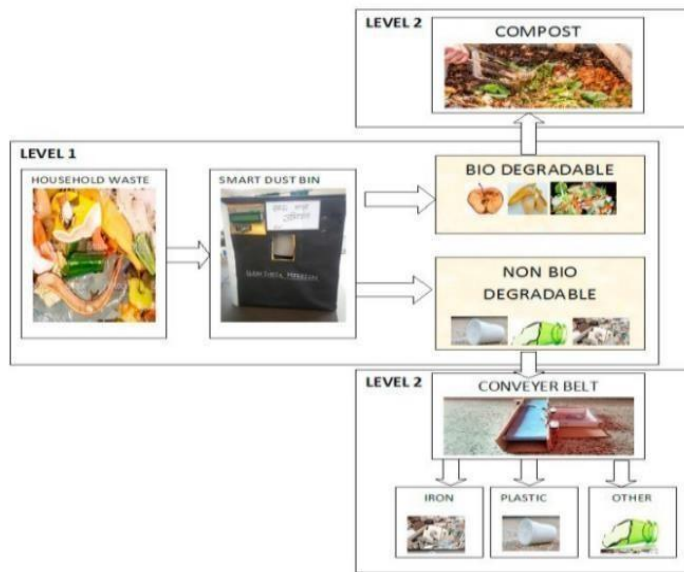 LEVEL 2
COMPOST
LEVEL 1
HOUSEHOLD WASTE
SMART DUST BIN
BIO DEGRADABLE
NON BIO
DEGRADABLE
LEVEL 2
CONVEYER BELT
IRON
PLASTIC
OTHER